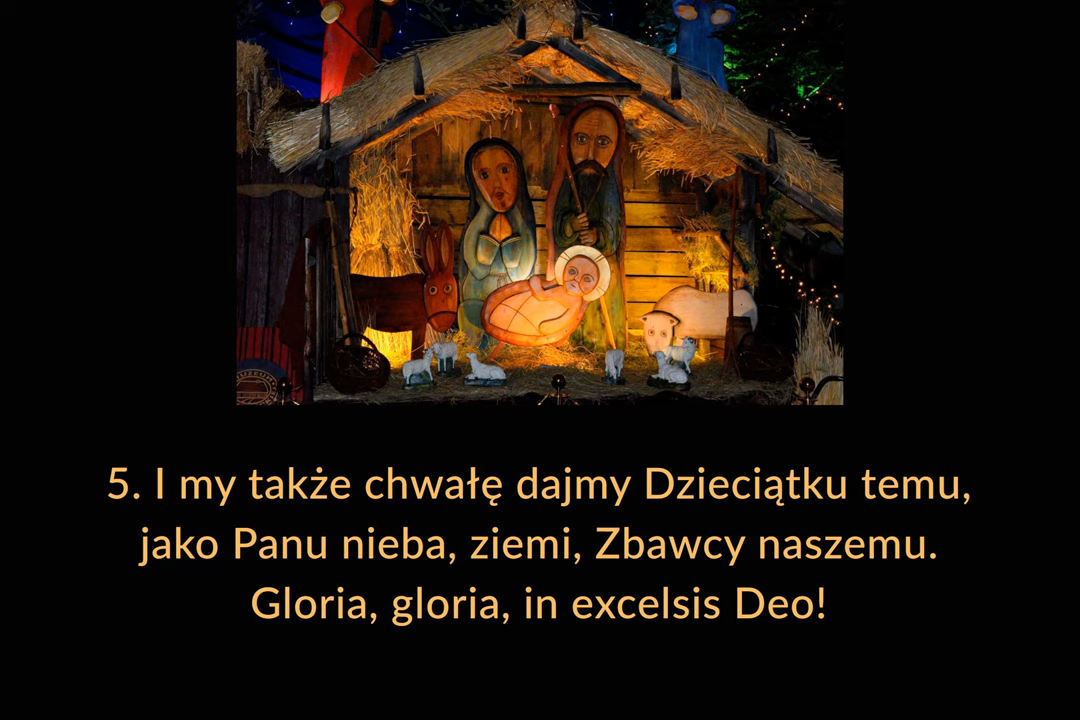 5. I my także chwałę dajmy Dzieciątku temu,
jako Panu nieba, ziemi, Zbawcy naszemu.
Gloria, gloria, in excelsis Deo!